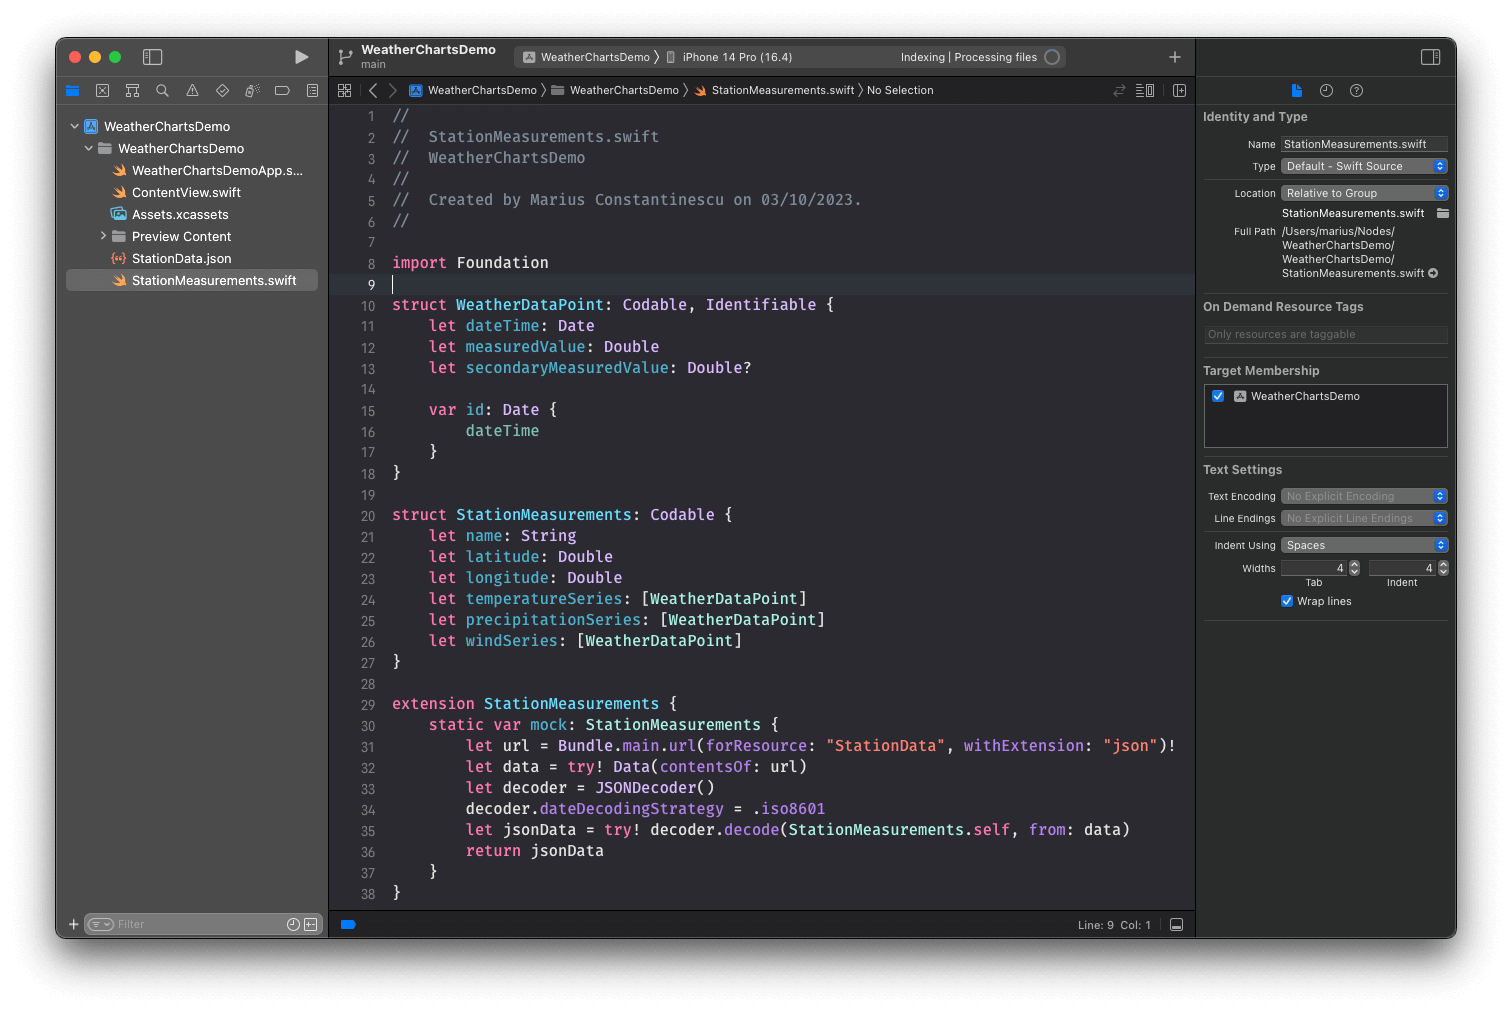 WeatherChartsDemo
main
WeatherChartsDemo
iPhone 14 Pro (16.4)
Indexing | Processing files
WeatherChartsDemo
WeatherChartsDemo
StationMeasurements.swift
No Selection
WeatherChartsDemo
WeatherChartsDemo
WeatherChartsDemoApp.s...
ContentView.swift
Assets.xcassets
Preview Content
StationData.json
StationMeasurements.swift
Filter
1 //
2 //  StationMeasurements.swift
3 //  WeatherChartsDemo
4 //
5 //  Created by Marius Constantinescu on 03/10/2023.
6 //
7
8 import Foundation
9
10 struct WeatherDataPoint: Codable, Identifiable {
11     let dateTime: Date
12     let measuredValue: Double
13     let secondaryMeasuredValue: Double?
14
15     var id: Date {
16         dateTime
17     }
18 }
19
20 struct StationMeasurements: Codable {
21     let name: String
22     let latitude: Double
23     let longitude: Double
24     let temperatureSeries: [WeatherDataPoint]
25     let precipitationSeries: [WeatherDataPoint]
26     let windSeries: [WeatherDataPoint]
27 }
28
29 extension StationMeasurements {
30     static var mock: StationMeasurements {
31         let url = Bundle.main.url(forResource: "StationData", withExtension: "json")!
32         let data = try! Data(contentsOf: url)
33         let decoder = JSONDecoder()
34         decoder.dateDecodingStrategy = .iso8601
35         let jsonData = try! decoder.decode(StationMeasurements.self, from: data)
36         return jsonData
37     }
38 }
Line: 9 Col: 1
Identity and Type
Name StationMeasurements.swift
Type Default - Swift Source
Location Relative to Group
StationMeasurements.swift
Full Path /Users/marius/Nodes/
WeatherChartsDemo/
WeatherChartsDemo/
StationMeasurements.swift
On Demand Resource Tags
Only resources are taggable
Target Membership
WeatherChartsDemo
Text Settings
Text Encoding No Explicit Encoding
Line Endings No Explicit Line Endings
Indent Using Spaces
Widths 4 4
Tab Indent
Wrap lines